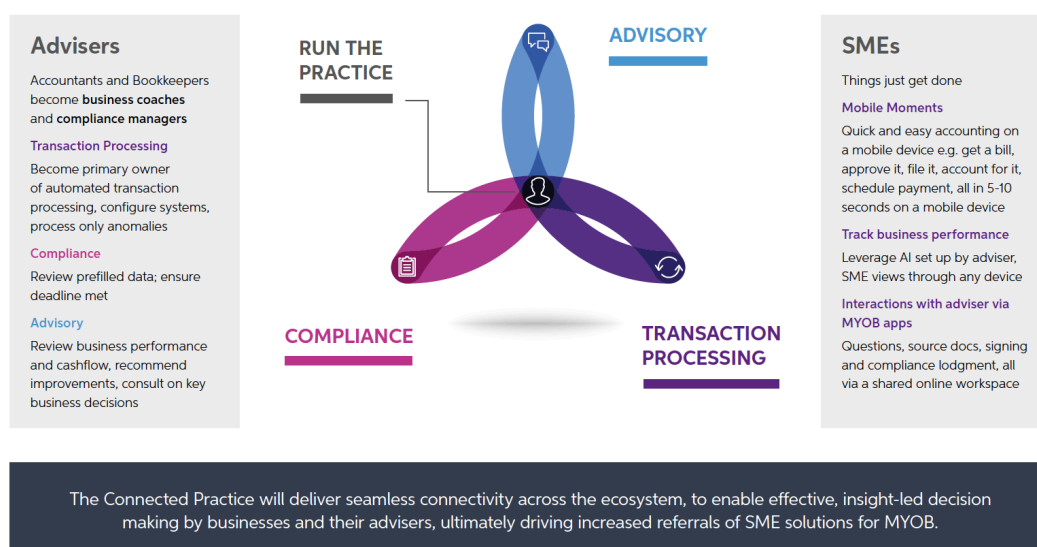 Advisers
Accountants and Bookkeepers
become business coaches
and compliance managers
Transaction Processing
Become primary owner
of automated transaction
processing, configure systems,
process only anomalies
Compliance
Review prefilled data; ensure
deadline met
Advisory
Review business performance
and cashflow, recommend
improvements, consult on key
business decisions
RUN THE
PRACTICE
ADVISORY
COMPLIANCE
TRANSACTION
PROCESSING
SMEs
Things just get done
Mobile Moments
Quick and easy accounting on
a mobile device e.g. get a bill,
approve it, file it, account for it,
schedule payment, all in 5-10
seconds on a mobile device
Track business performance
Leverage AI set up by adviser,
SME views through any device
Interactions with adviser via
MYOB apps
Questions, source docs, signing
and compliance lodgment, all
via a shared online workspace
The Connected Practice will deliver seamless connectivity across the ecosystem, to enable effective, insight-led decision
making by businesses and their advisers, ultimately driving increased referrals of SME solutions for MYOB.